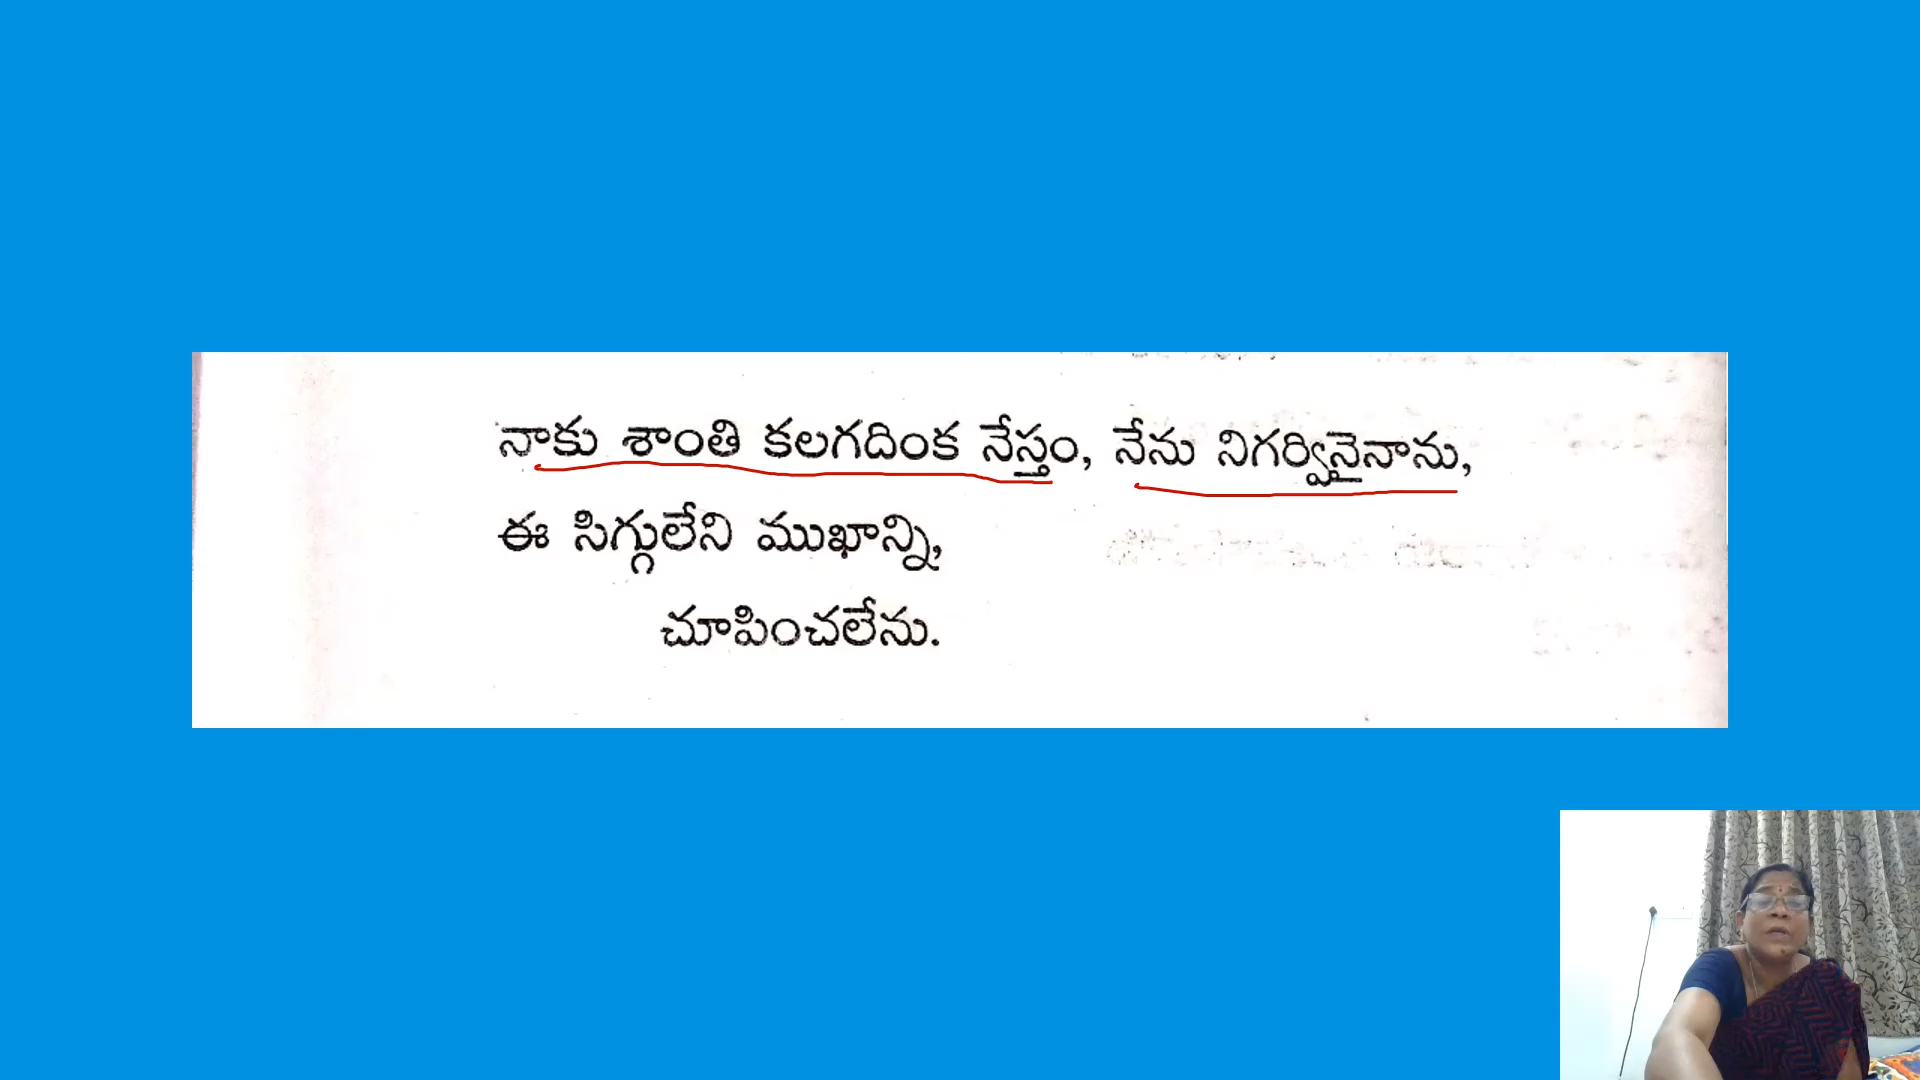 నాకు శాంతి కలగదింక నేస్తం, నేను నిగర్వినైనాను,
ఈ సిగ్గులేని ముఖాన్ని,
చూపించలేను.